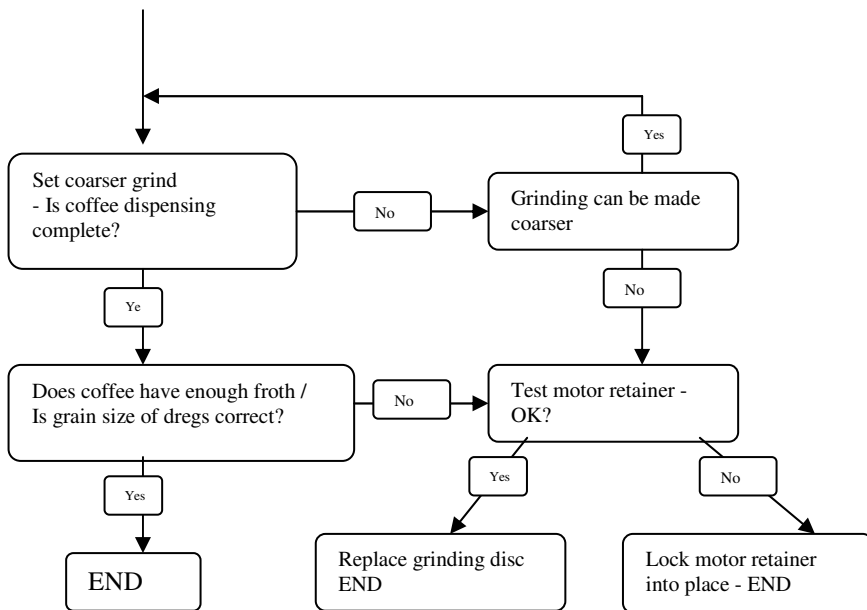 Yes
Set coarser grind
- Is coffee dispensing
complete?
No
Grinding can be made
coarser
Ye
No
Does coffee have enough froth /
Is grain size of dregs correct?
No
Test motor retainer -
OK?
Yes
Yes
No
END
Replace grinding disc
END
Lock motor retainer
into place - END